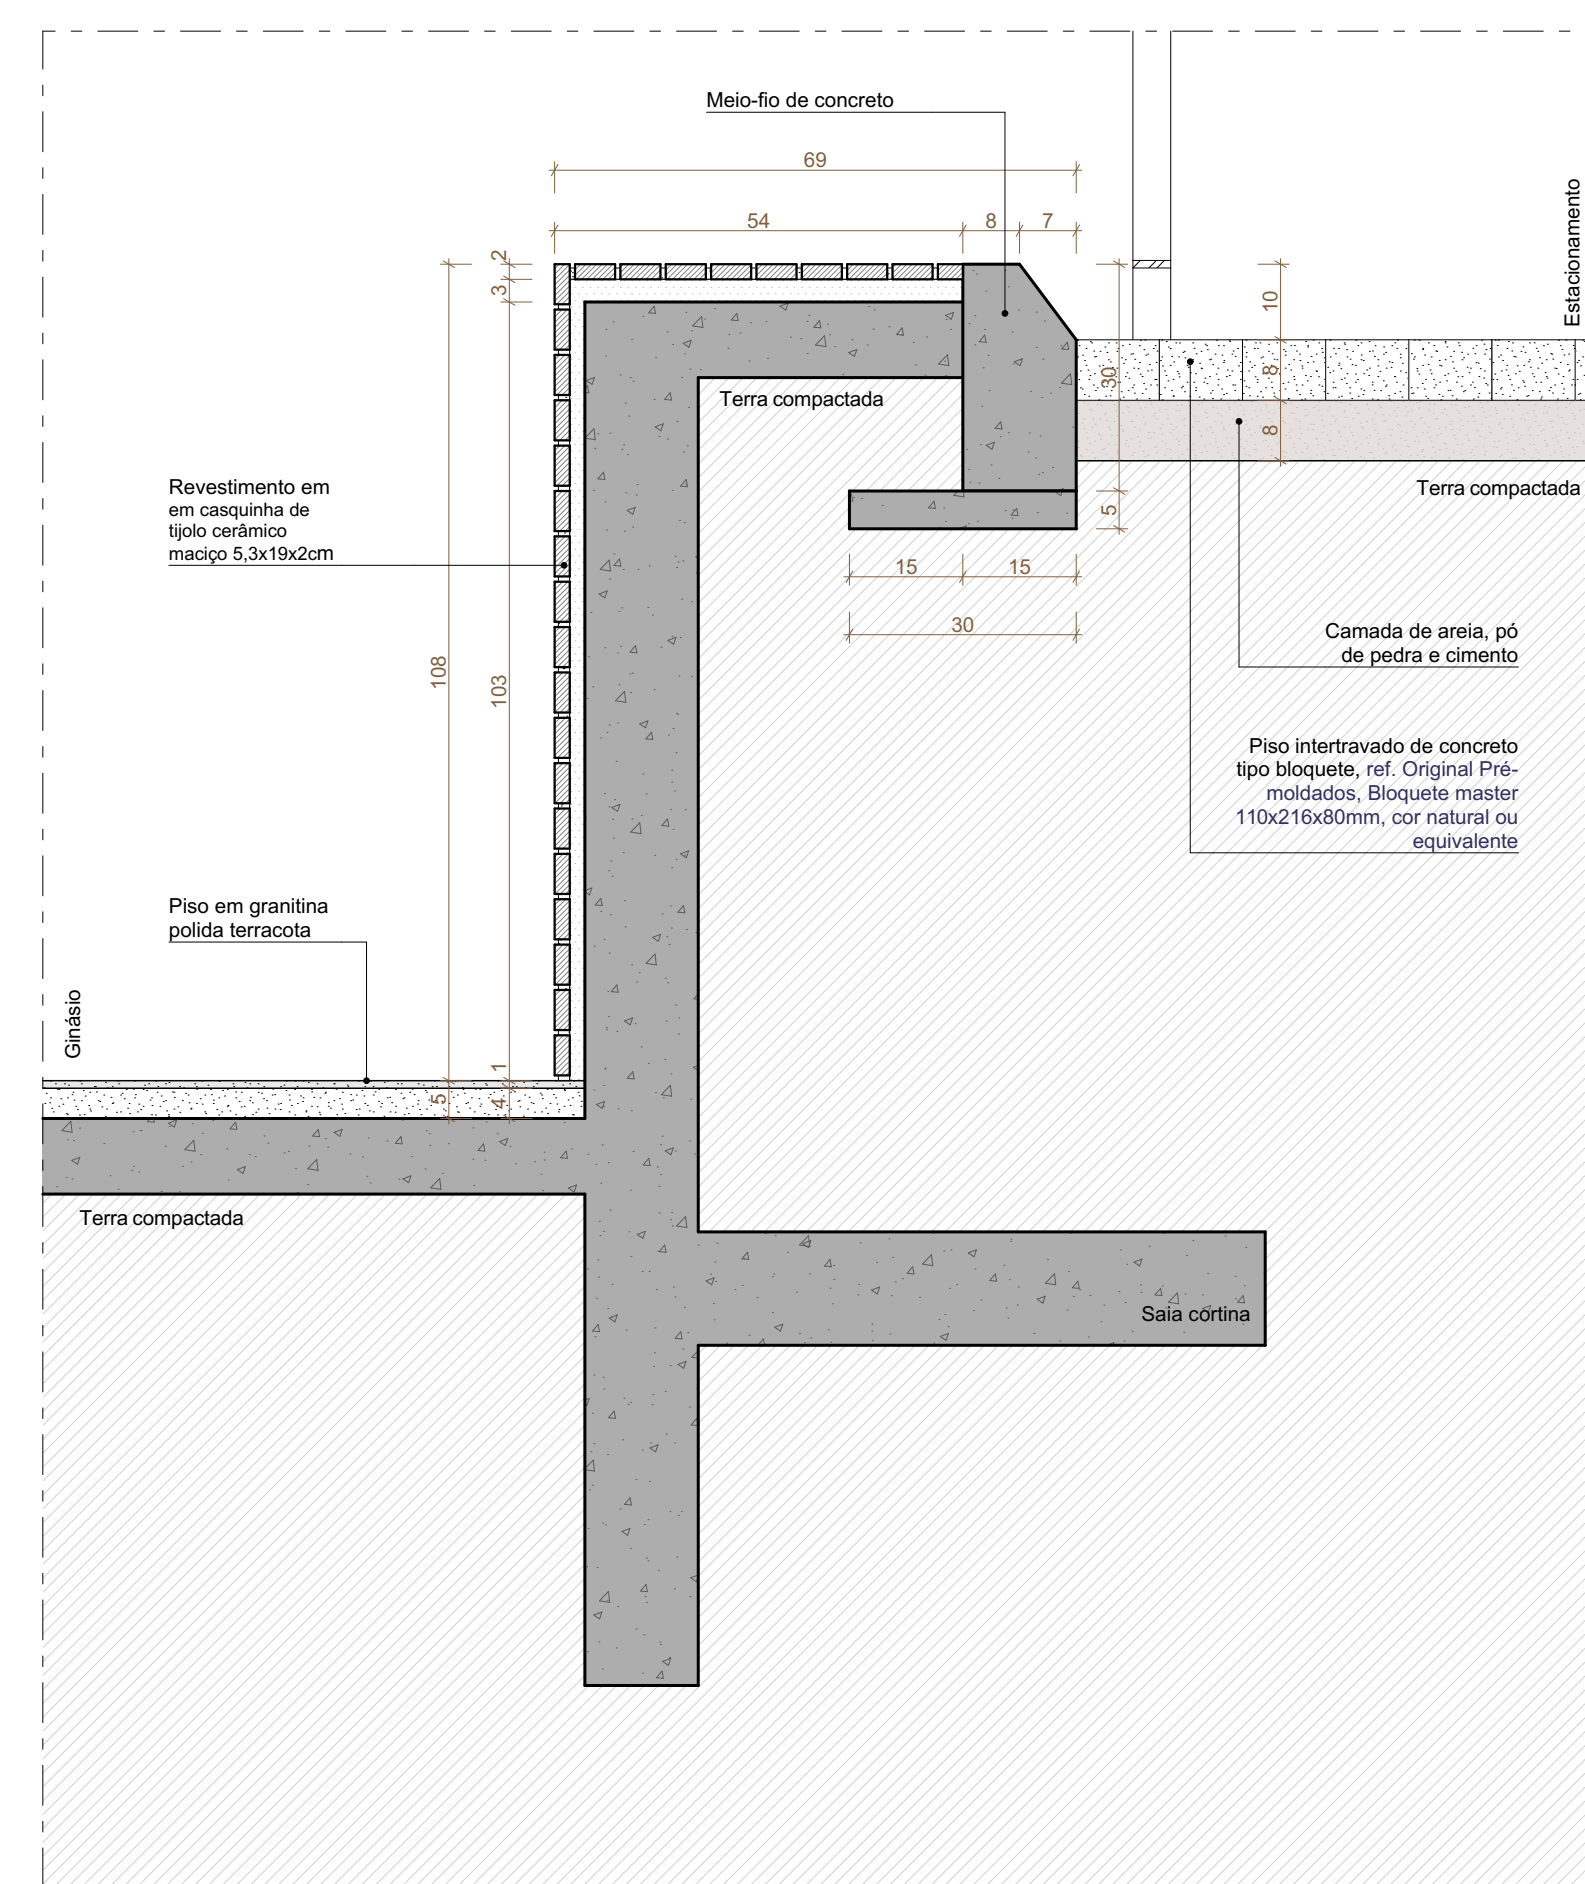 Meio-fio de concreto
69
54
8
7
2
3
10
30
8
8
5
Estacionamento
Terra compactada
Terra compactada
Revestimento em
em casquinha de
tijolo cerâmico
maciço 5,3x19x2cm
15
15
30
108
103
Camada de areia, pó
de pedra e cimento
Piso intertravado de concreto
tipo bloquete, ref. Original Pré-
moldados, Bloquete master
110x216x80mm, cor natural ou
equivalente
Piso em granitina
polida terracota
Ginásio
1
5
4
Terra compactada
Saia cortina